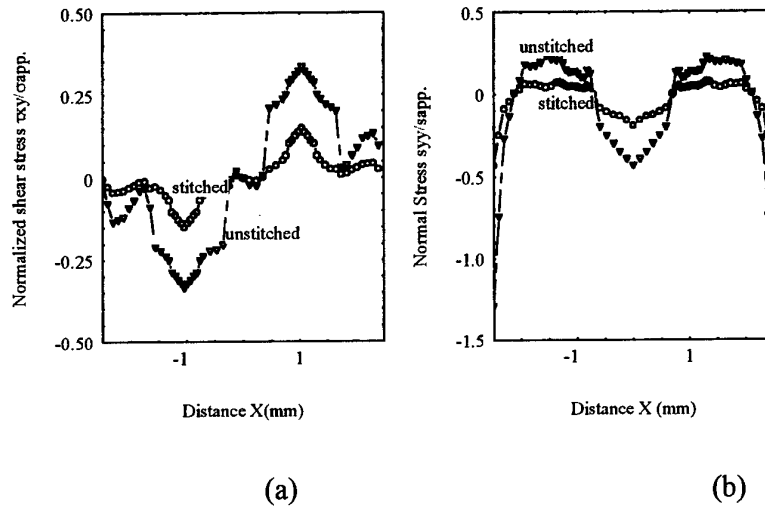 0.50
0.25
0
-0.25
-0.50
Normalized shear stress τxy/σapp.
stitched
unstitched
-1
1
Distance X(mm)
(a)
0.5
0
-0.5
-1.0
-1.5
Normal Stress syy/sapp.
unstitched
stitched
-1
1
Distance X (mm)
(b)